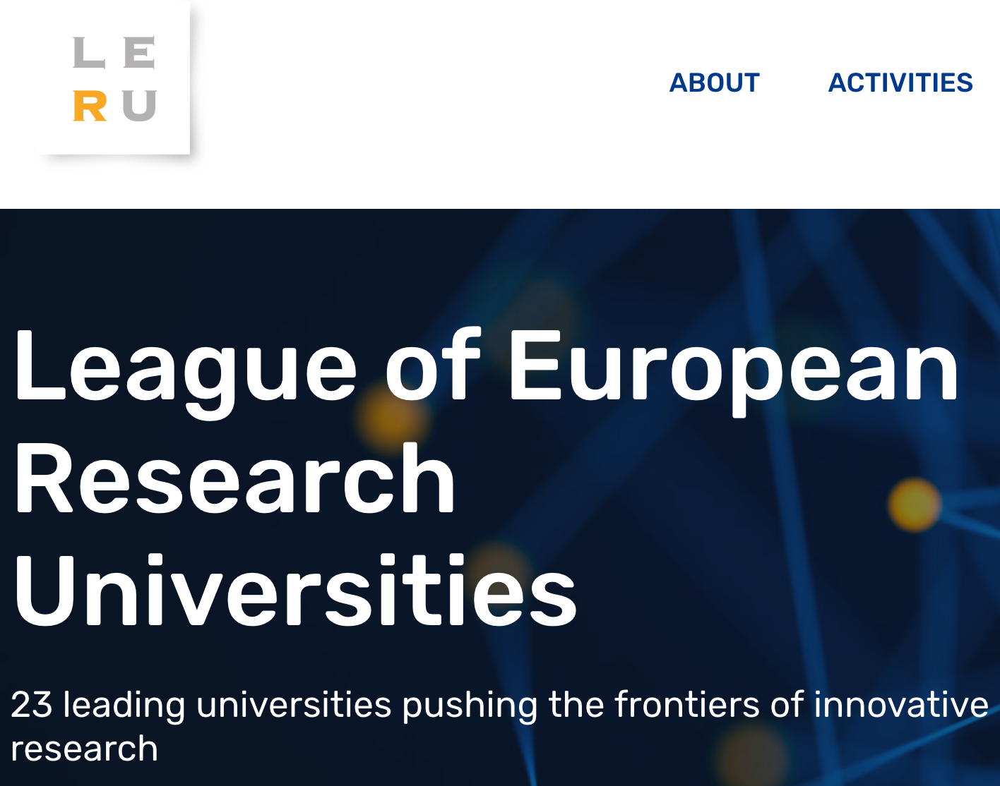 L E
R U
ABOUT ACTIVITIES
League of European
Research
Universities
23 leading universities pushing the frontiers of innovative
research